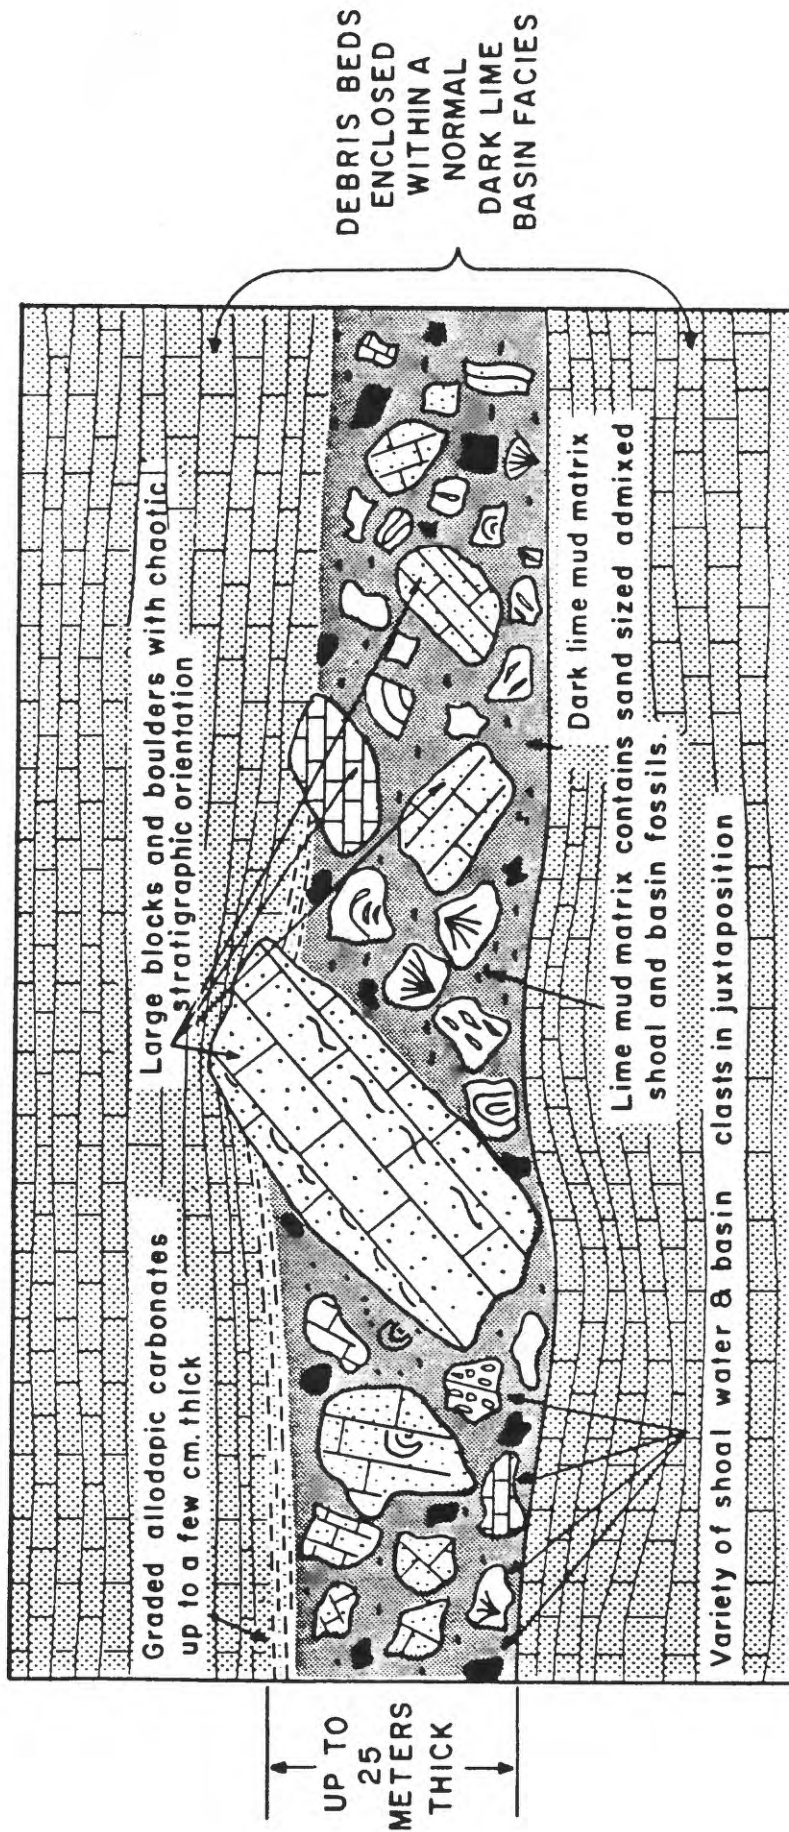 UP TO
25
METERS
THICK
Graded allodapic carbonates
up to a few cm. thick
Large blocks and boulders with chaotic
stratigraphic orientation
Dark lime mud matrix
Lime mud matrix contains sand sized admixed
shoal and basin fossils.
Variety of shoal water & basin clasts in juxtaposition
DEBRIS BEDS
ENCLOSED
WITHIN A
NORMAL
DARK LIME
BASIN FACIES